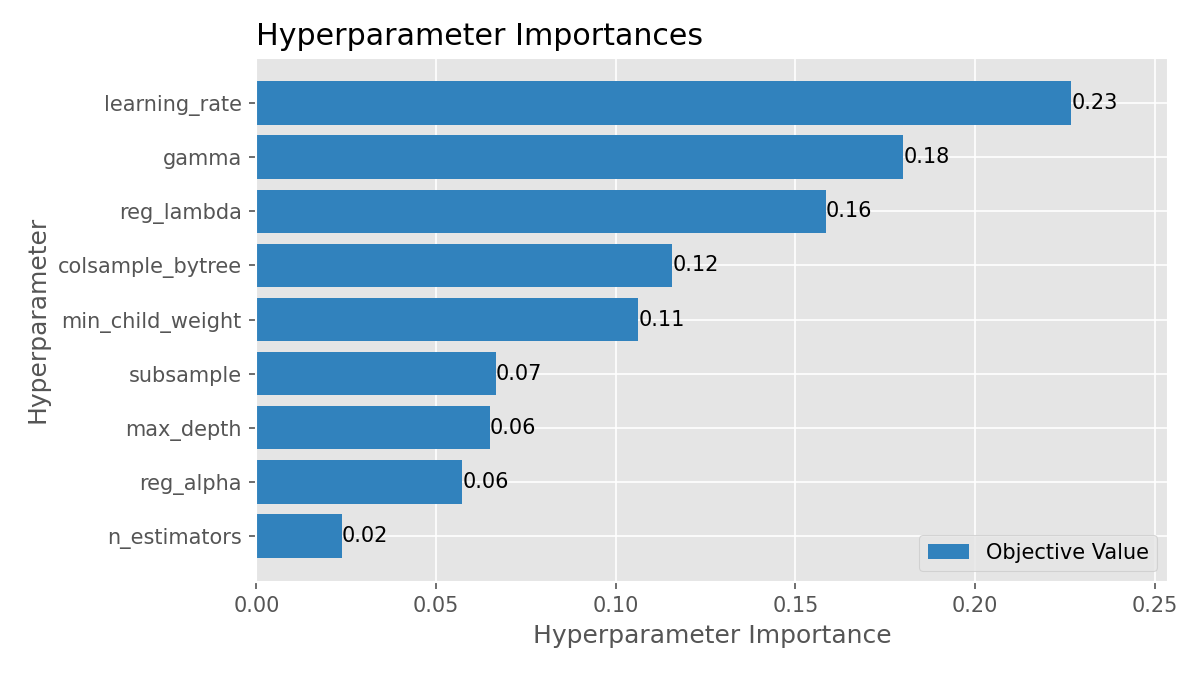 Hyperparameter Importances
learning_rate
0.23
gamma
0.18
reg_lambda
0.16
colsample_bytree
0.12
min_child_weight
0.11
subsample
0.07
max_depth
0.06
reg_alpha
0.06
n_estimators
0.02
Objective Value
0.00 0.05 0.10 0.15 0.20 0.25
Hyperparameter Importance
Hyperparameter